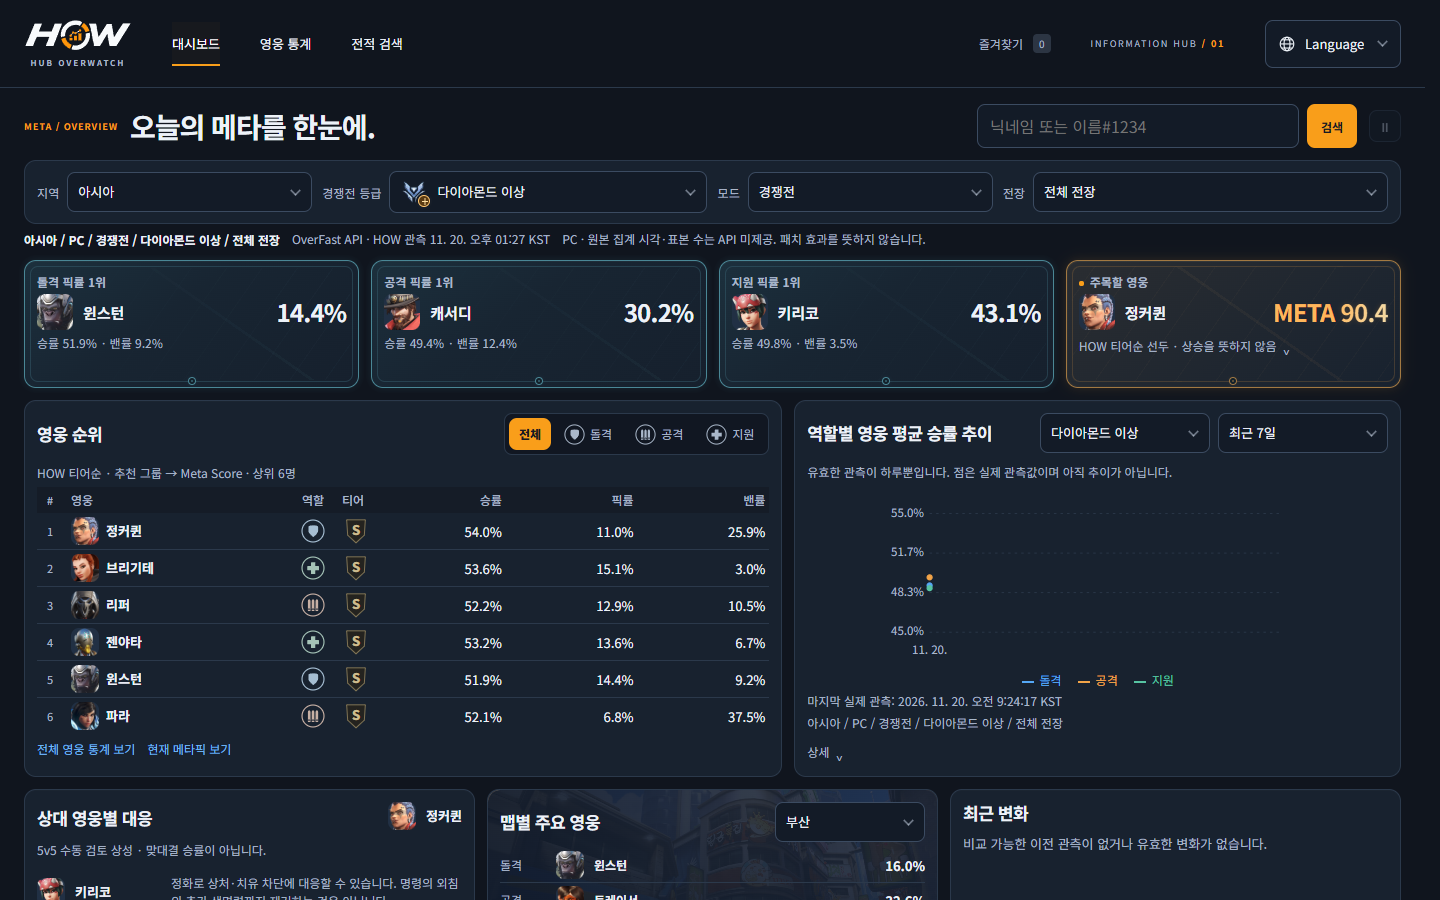 HOW
HUB OVERWATCH
대시보드
영웅 통계
전적 검색
즐겨찾기 0
INFORMATION HUB / 01
Language
META / OVERVIEW
오늘의 메타를 한눈에.
닉네임 또는 이름#1234
검색
지역
아시아
경쟁전 등급
다이아몬드 이상
모드
경쟁전
전장
전체 전장
아시아 / PC / 경쟁전 / 다이아몬드 이상 / 전체 전장 OverFast API · HOW 관측 11. 20. 오후 01:27 KST PC · 원본 집계 시각·표본 수는 API 미제공. 패치 효과를 뜻하지 않습니다.
돌격 픽률 1위
윈스턴 14.4%
승률 51.9% · 밴률 9.2%
공격 픽률 1위
캐서디 30.2%
승률 49.4% · 밴률 12.4%
지원 픽률 1위
키리코 43.1%
승률 49.8% · 밴률 3.5%
주목할 영웅
정커퀸 META 90.4
HOW 티어순 선두 · 상승을 뜻하지 않음
영웅 순위
전체 돌격 공격 지원
HOW 티어순 · 추천 그룹 → Meta Score · 상위 6명
# 영웅 역할 티어 승률 픽률 밴률
1 정커퀸 S 54.0% 11.0% 25.9%
2 브리기테 S 53.6% 15.1% 3.0%
3 리퍼 S 52.2% 12.9% 10.5%
4 젠야타 S 53.2% 13.6% 6.7%
5 윈스턴 S 51.9% 14.4% 9.2%
6 파라 S 52.1% 6.8% 37.5%
전체 영웅 통계 보기 현재 메타픽 보기
역할별 영웅 평균 승률 추이
다이아몬드 이상
최근 7일
유효한 관측이 하루뿐입니다. 점은 실제 관측값이며 아직 추이가 아닙니다.
55.0%
51.7%
48.3%
45.0%
11. 20.
돌격 공격 지원
마지막 실제 관측: 2026. 11. 20. 오전 9:24:17 KST
아시아 / PC / 경쟁전 / 다이아몬드 이상 / 전체 전장
상세
상대 영웅별 대응
정커퀸
5v5 수동 검토 상성 · 맞대결 승률이 아닙니다.
키리코
정화로 상처·치유 차단에 대응할 수 있습니다. 명령의 외침
맵별 주요 영웅
부산
돌격 윈스턴 16.0%
공격 트레이서 22.6%
최근 변화
비교 가능한 이전 관측이 없거나 유효한 변화가 없습니다.